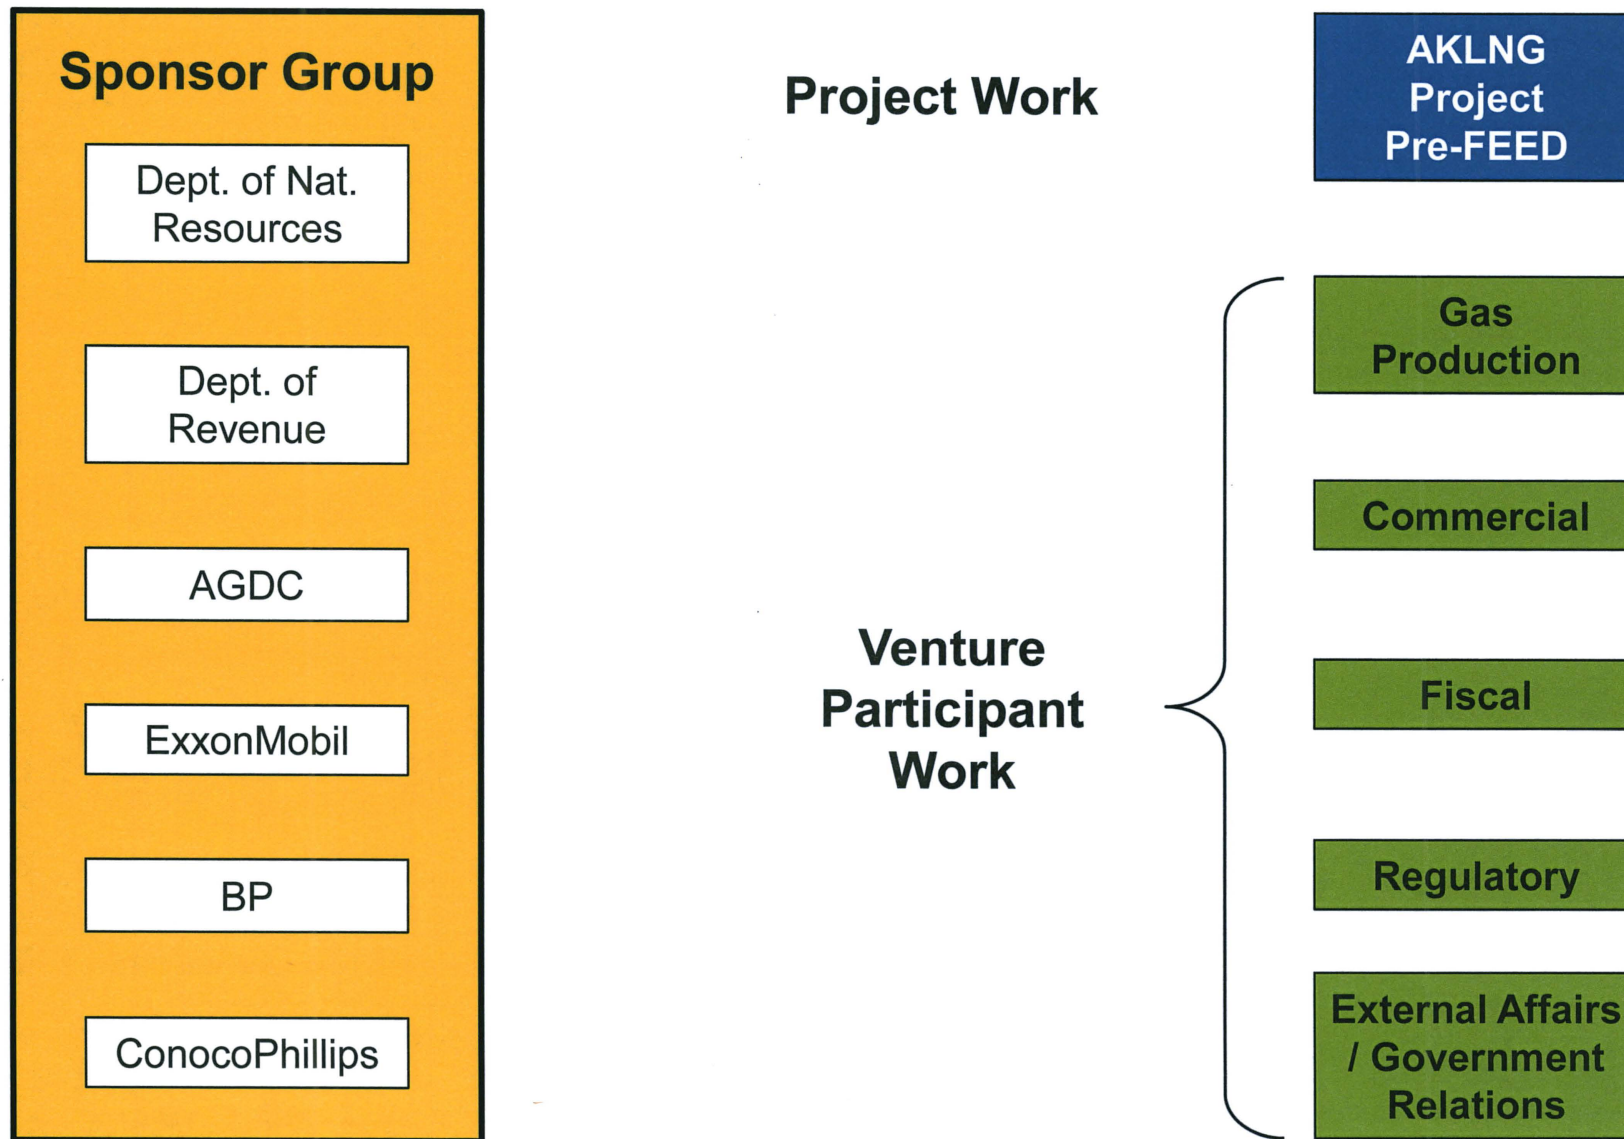 Sponsor Group
Dept. of Nat.
Resources
Dept. of
Revenue
AGDC
ExxonMobil
BP
ConocoPhillips
Project Work
Venture
Participant
Work
AKLNG
Project
Pre-FEED
Gas
Production
Commercial
Fiscal
Regulatory
External Affairs
/ Government
Relations